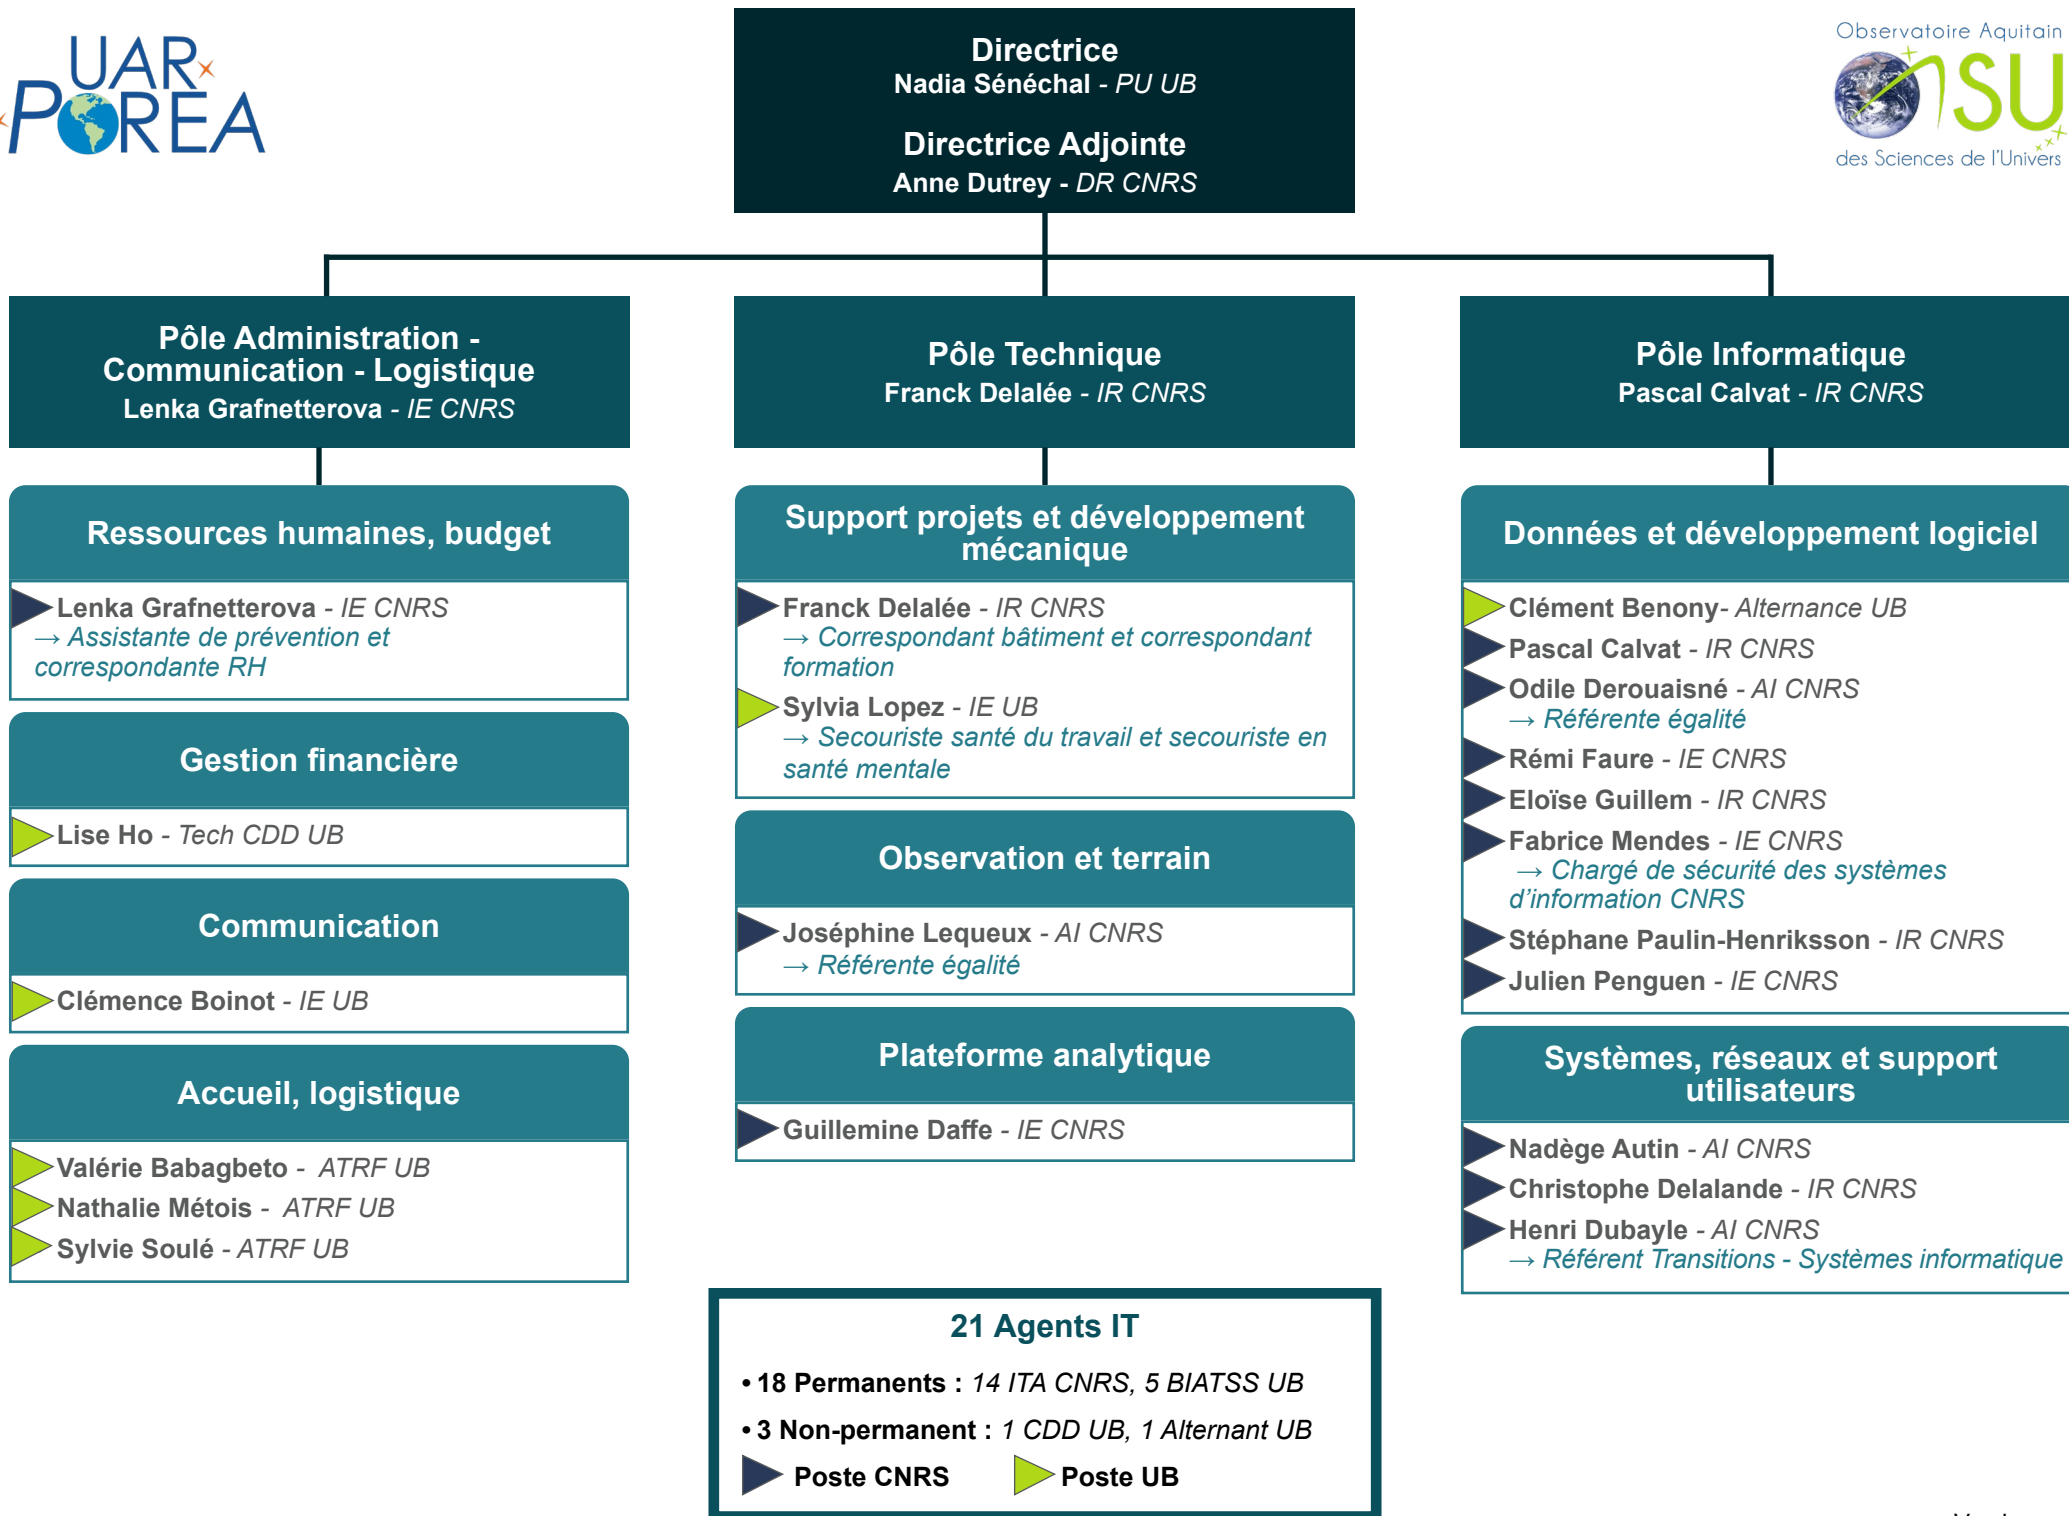 UAR
POREA
Observatoire Aquitain
OASU
des Sciences de l'Univers
Directrice
Nadia Sénéchal - PU UB
Directrice Adjointe
Anne Dutrey - DR CNRS
Pôle Administration -
Communication - Logistique
Lenka Grafnetterova - IE CNRS
Ressources humaines, budget
Lenka Grafnetterova - IE CNRS
→ Assistante de prévention et
correspondante RH
Gestion financière
Lise Ho - Tech CDD UB
Communication
Clémence Boinot - IE UB
Accueil, logistique
Valérie Babagbeto - ATRF UB
Nathalie Métois - ATRF UB
Sylvie Soulé - ATRF UB
Pôle Technique
Franck Delalée - IR CNRS
Support projets et développement
mécanique
Franck Delalée - IR CNRS
→ Correspondant bâtiment et correspondant
formation
Sylvia Lopez - IE UB
→ Secouriste santé du travail et secouriste en
santé mentale
Observation et terrain
Joséphine Lequeux - AI CNRS
→ Référente égalité
Plateforme analytique
Guillemine Daffe - IE CNRS
Pôle Informatique
Pascal Calvat - IR CNRS
Données et développement logiciel
Clément Benony- Alternance UB
Pascal Calvat - IR CNRS
Odile Derouaisné - AI CNRS
→ Référente égalité
Rémi Faure - IE CNRS
Eloïse Guillem - IR CNRS
Fabrice Mendes - IE CNRS
→ Chargé de sécurité des systèmes
d'information CNRS
Stéphane Paulin-Henriksson - IR CNRS
Julien Penguen - IE CNRS
Systèmes, réseaux et support
utilisateurs
Nadège Autin - AI CNRS
Christophe Delalande - IR CNRS
Henri Dubayle - AI CNRS
→ Référent Transitions - Systèmes informatique
21 Agents IT
• 18 Permanents : 14 ITA CNRS, 5 BIATSS UB
• 3 Non-permanent : 1 CDD UB, 1 Alternant UB
Poste CNRS
Poste UB